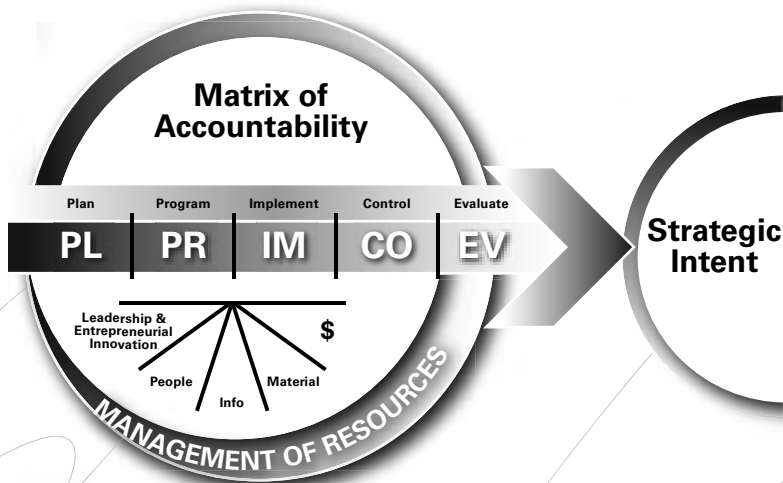 Matrix of
Accountability
Plan Program Implement Control Evaluate
PL PR IM CO EV
Strategic
Intent
Leadership &
Entrepreneurial
Innovation
$
People
Material
Info
MANAGEMENT OF RESOURCES